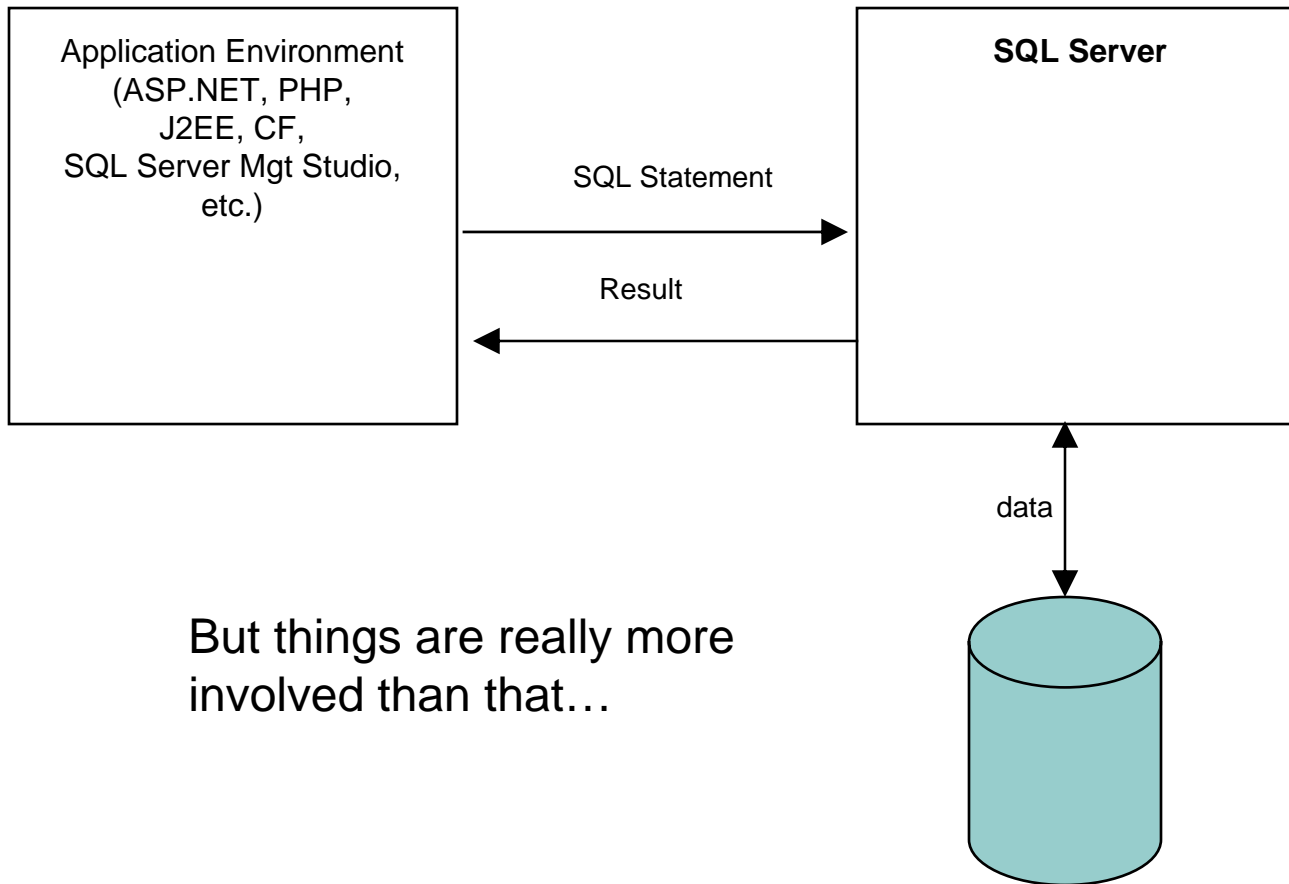 Application Environment
(ASP.NET, PHP,
J2EE, CF,
SQL Server Mgt Studio,
etc.)
SQL Statement
Result
SQL Server
data
But things are really more
involved than that…